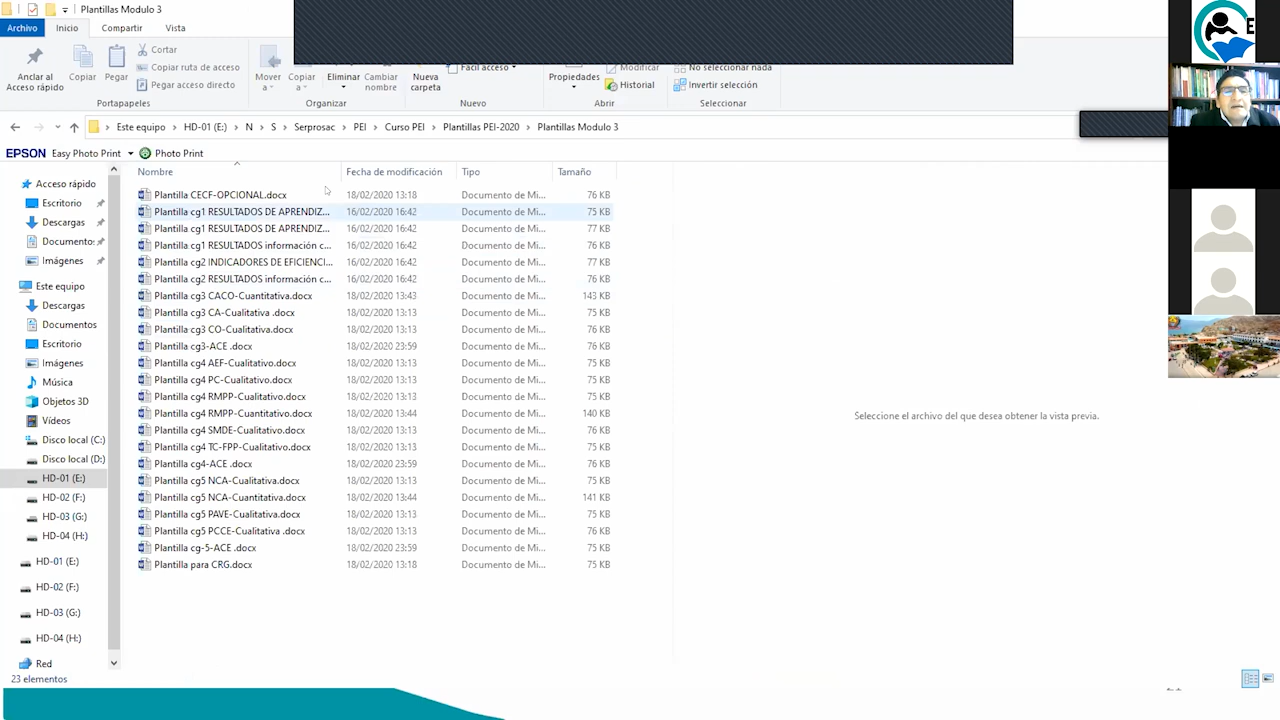 Plantillas Modulo 3
Archivo Inicio Compartir Vista
Anclar al Acceso rápido
Copiar
Pegar
Cortar
Copiar ruta de acceso
Pegar acceso directo
Mover a
Copiar a
Eliminar
Cambiar nombre
Nueva carpeta
Fácil acceso
Propiedades
Modificar
Historial
No seleccionar nada
Invertir selección
Portapapeles Organizar Nuevo Abrir Seleccionar
Este equipo > HD-01 (E:) > N > S > Serprosac > PEI > Curso PEI > Plantillas PEI-2020 > Plantillas Modulo 3
EPSON Easy Photo Print Photo Print
Nombre Fecha de modificación Tipo Tamaño
Acceso rápido
Escritorio
Descargas
Documentos
Imágenes
Este equipo
Descargas
Documentos
Escritorio
Imágenes
Música
Objetos 3D
Vídeos
Disco local (C:)
Disco local (D:)
HD-01 (E:)
HD-02 (F:)
HD-03 (G:)
HD-04 (H:)
HD-01 (E:)
HD-02 (F:)
HD-03 (G:)
HD-04 (H:)
Red
Plantilla CECF-OPCIONAL.docx 18/02/2020 13:18 Documento de Mi... 76 KB
Plantilla cg1 RESULTADOS DE APRENDIZ... 16/02/2020 16:42 Documento de Mi... 75 KB
Plantilla cg1 RESULTADOS DE APRENDIZ... 16/02/2020 16:42 Documento de Mi... 77 KB
Plantilla cg1 RESULTADOS información c... 16/02/2020 16:42 Documento de Mi... 76 KB
Plantilla cg2 INDICADORES DE EFICIENCI... 16/02/2020 16:42 Documento de Mi... 77 KB
Plantilla cg2 RESULTADOS información c... 16/02/2020 16:42 Documento de Mi... 76 KB
Plantilla cg3 CACO-Cuantitativa.docx 18/02/2020 13:43 Documento de Mi... 143 KB
Plantilla cg3 CA-Cualitativa .docx 18/02/2020 13:13 Documento de Mi... 75 KB
Plantilla cg3 CO-Cualitativa.docx 18/02/2020 13:13 Documento de Mi... 76 KB
Plantilla cg3-ACE .docx 18/02/2020 23:59 Documento de Mi... 75 KB
Plantilla cg4 AEF-Cualitativo.docx 18/02/2020 13:13 Documento de Mi... 75 KB
Plantilla cg4 PC-Cualitativo.docx 18/02/2020 13:13 Documento de Mi... 75 KB
Plantilla cg4 RMPP-Cualitativo.docx 18/02/2020 13:13 Documento de Mi... 75 KB
Plantilla cg4 RMPP-Cuantitativo.docx 18/02/2020 13:44 Documento de Mi... 140 KB
Plantilla cg4 SMDE-Cualitativo.docx 18/02/2020 13:13 Documento de Mi... 76 KB
Plantilla cg4 TC-FPP-Cualitativo.docx 18/02/2020 13:13 Documento de Mi... 75 KB
Plantilla cg4-ACE .docx 18/02/2020 23:59 Documento de Mi... 76 KB
Plantilla cg5 NCA-Cualitativa.docx 18/02/2020 13:13 Documento de Mi... 75 KB
Plantilla cg5 NCA-Cuantitativa.docx 18/02/2020 13:44 Documento de Mi... 141 KB
Plantilla cg5 PAVE-Cualitativa.docx 18/02/2020 13:13 Documento de Mi... 75 KB
Plantilla cg5 PCCE-Cualitativa .docx 18/02/2020 13:13 Documento de Mi... 76 KB
Plantilla cg-5-ACE .docx 18/02/2020 23:59 Documento de Mi... 75 KB
Plantilla para CRG.docx 18/02/2020 13:18 Documento de Mi... 75 KB
Seleccione el archivo del que desea obtener la vista previa.
23 elementos
E